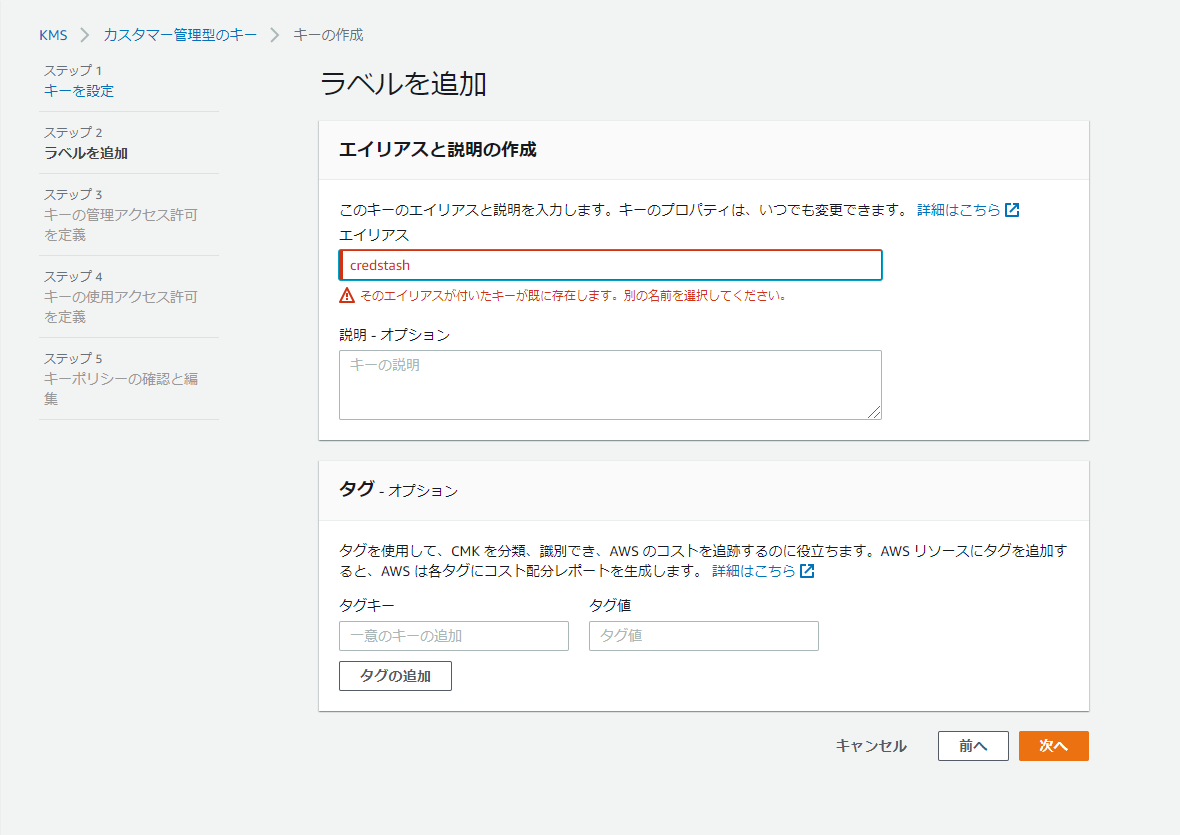 KMS > カスタマー管理型のキー > キーの作成
ステップ 1
キーを設定
ステップ 2
ラベルを追加
ステップ 3
キーの管理アクセス許可
を定義
ステップ 4
キーの使用アクセス許可
を定義
ステップ 5
キーポリシーの確認と編
集
ラベルを追加
エイリアスと説明の作成
このキーのエイリアスと説明を入力します。キーのプロパティは、いつでも変更できます。 詳細はこちら
エイリアス
credstash
そのエイリアスが付いたキーが既に存在します。別の名前を選択してください。
説明 - オプション
キーの説明
タグ - オプション
タグを使用して、CMK を分類、識別でき、AWS のコストを追跡するのに役立ちます。AWS リソースにタグを追加す
ると、AWS は各タグにコスト配分レポートを生成します。 詳細はこちら
タグキー タグ値
一意のキーの追加 タグ値
タグの追加
キャンセル 前へ 次へ